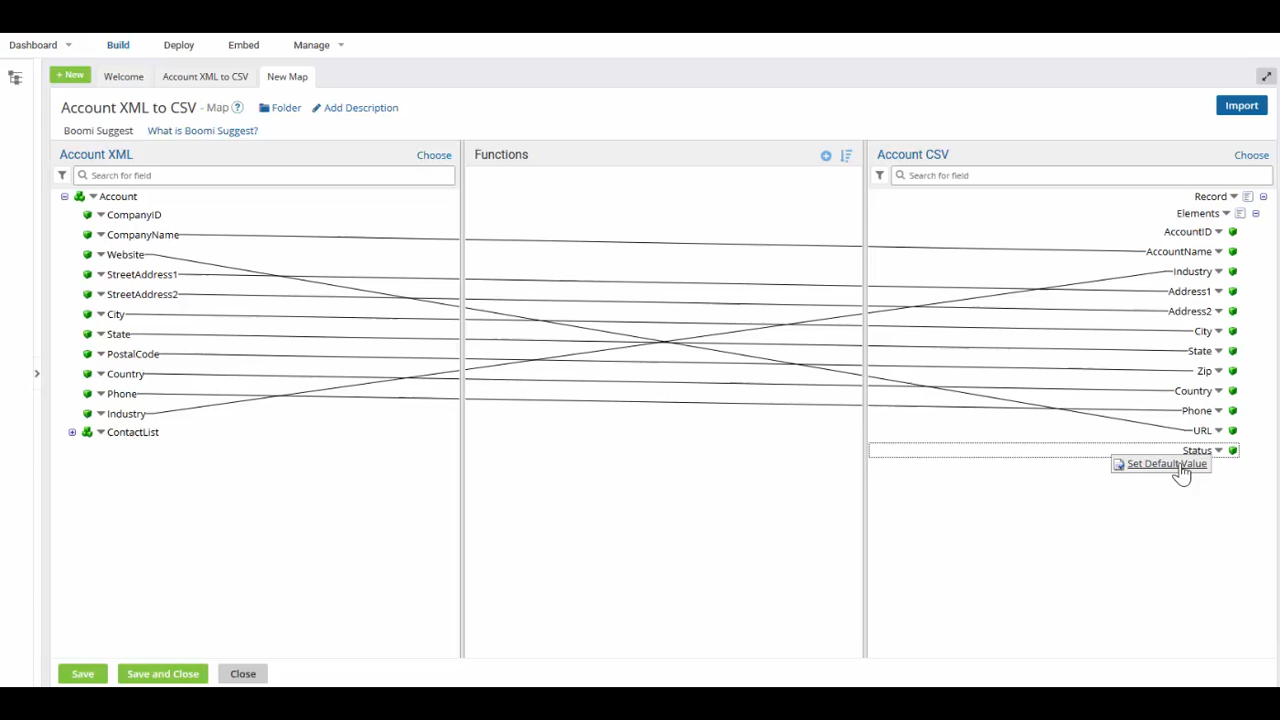 Dashboard Build Deploy Embed Manage
+ New Welcome Account XML to CSV New Map
Account XML to CSV - Map ? Folder Add Description Import
Boomi Suggest What is Boomi Suggest?
Account XML Choose
Search for field
Account
CompanyID
CompanyName
Website
StreetAddress1
StreetAddress2
City
State
PostalCode
Country
Phone
Industry
ContactList
Functions
Account CSV Choose
Search for field
Record
Elements
AccountID
AccountName
Industry
Address1
Address2
City
State
Zip
Country
Phone
URL
Status
Set Default Value
Save Save and Close Close